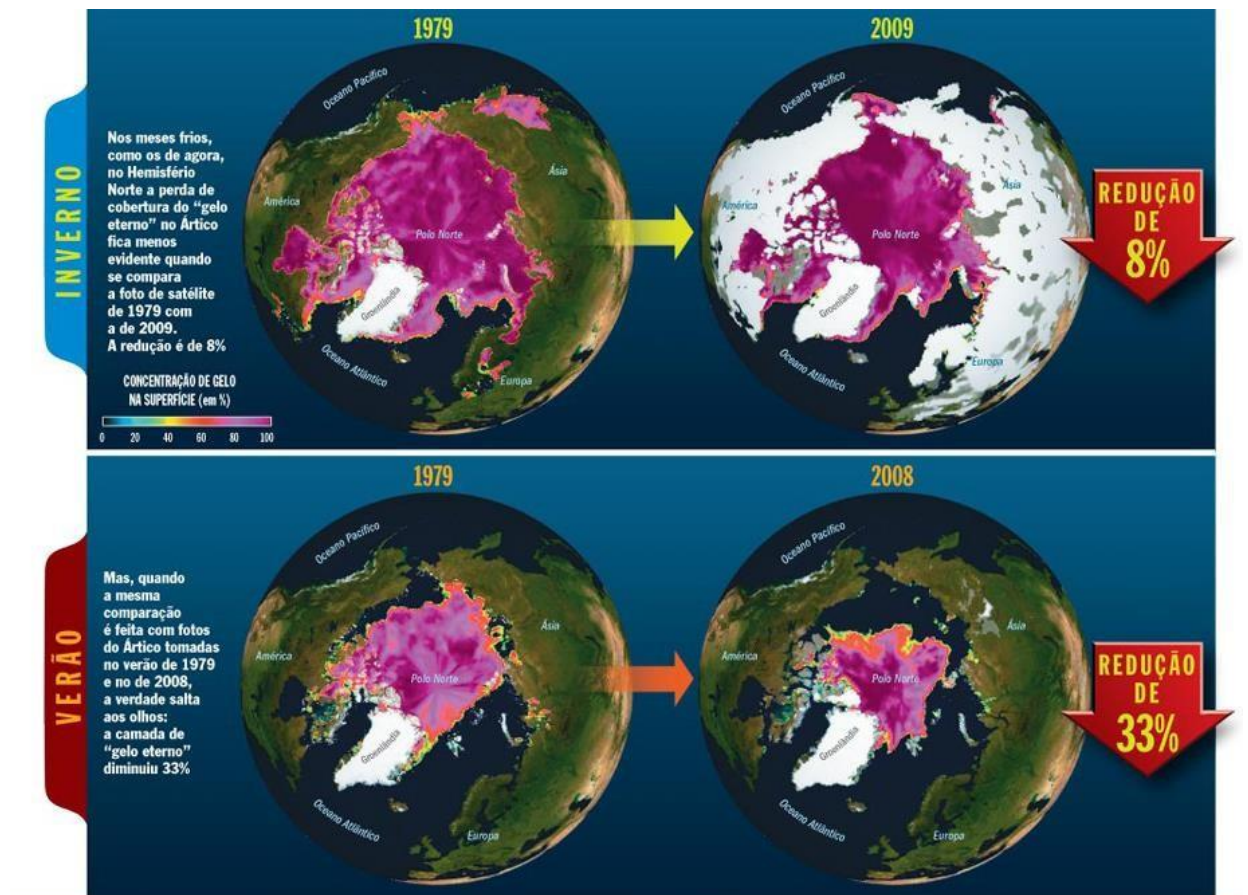 1979
2009
INVERNO
Nos meses frios,
como os de agora,
no Hemisfério
Norte a perda de
cobertura do “gelo
eterno” no Ártico
fica menos
evidente quando
se compara
a foto de satélite
de 1979 com
a de 2009.
A redução é de 8%
CONCENTRAÇÃO DE GELO
NA SUPERFÍCIE (em %)
0 20 40 60 80 100
Oceano Pacífico
América
Ásia
Polo Norte
Groenlândia
Oceano Atlântico
Europa
Oceano Pacífico
América
Ásia
Polo Norte
Groenlândia
Oceano Atlântico
Europa
REDUÇÃO
DE
8%
1979
2008
VERÃO
Mas, quando
a mesma
comparação
é feita com fotos
do Ártico tomadas
no verão de 1979
e no de 2008,
a verdade salta
aos olhos:
a camada de
“gelo eterno”
diminuiu 33%
Oceano Pacífico
América
Ásia
Polo Norte
Groenlândia
Oceano Atlântico
Europa
Oceano Pacífico
América
Ásia
Polo Norte
Groenlândia
Oceano Atlântico
Europa
REDUÇÃO
DE
33%